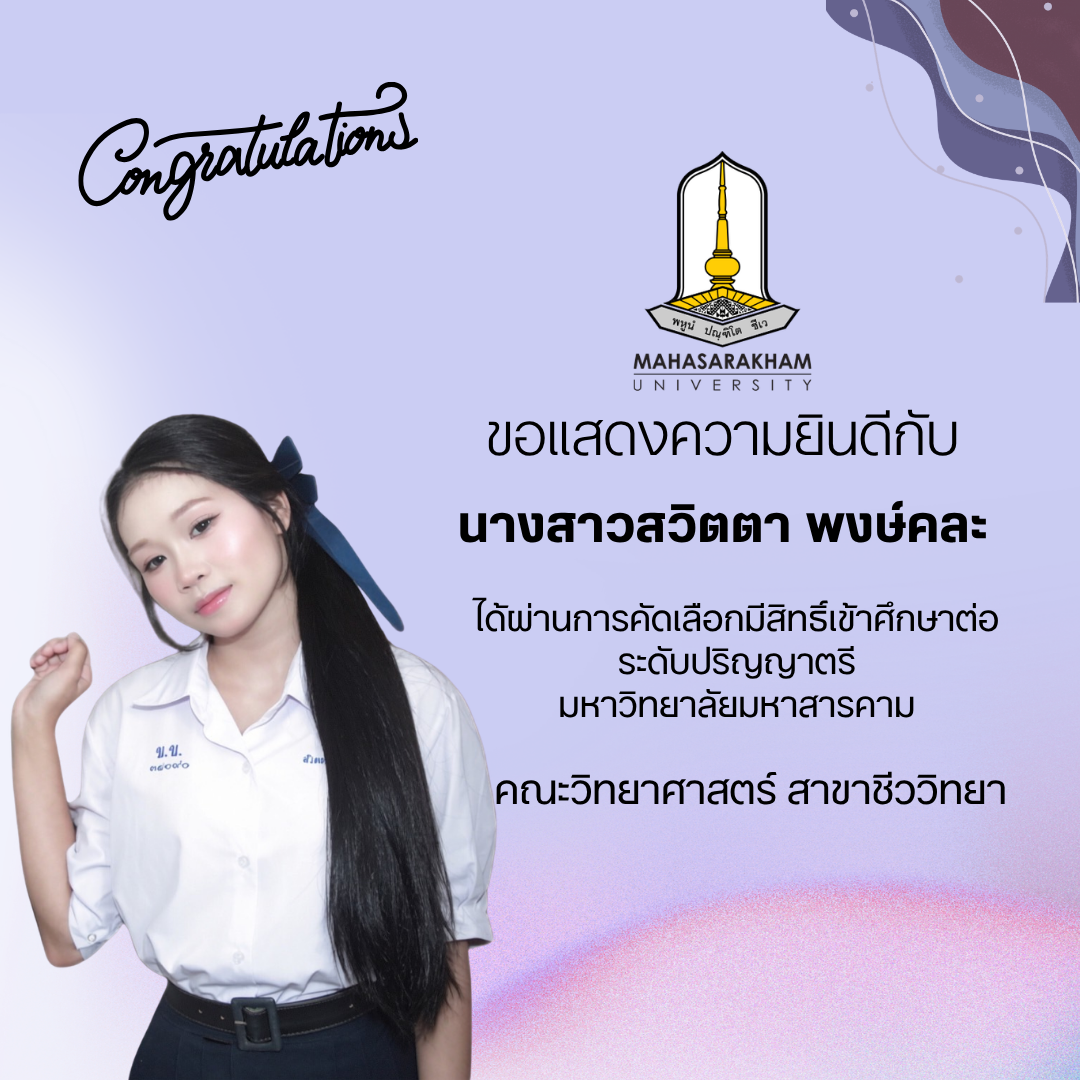 Congratulations
พหูนํ ปณฺฑิโต ชีเว
MAHASARAKHAM
UNIVERSITY
ขอแสดงความยินดีกับ
นางสาวสวิตตา พงษ์คละ
ได้ผ่านการคัดเลือกมีสิทธิ์เข้าศึกษาต่อ
ระดับปริญญาตรี
มหาวิทยาลัยมหาสารคาม
บ.ข.
คณะวิทยาศาสตร์ สาขาชีววิทยา